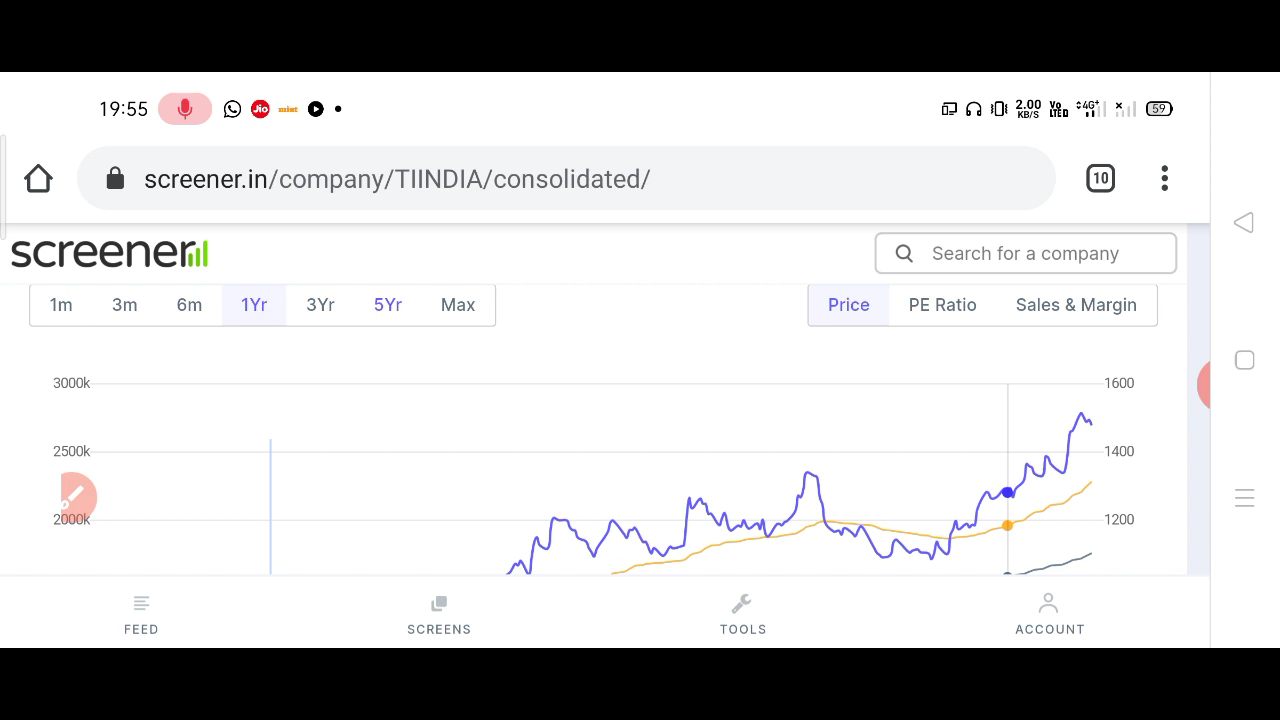 19:55 Jio mint 2.00 KB/S Vo LTE 4G+ 59
screener.in/company/TIINDIA/consolidated/ 10
screener Search for a company
1m 3m 6m 1Yr 3Yr 5Yr Max Price PE Ratio Sales & Margin
3000k 1600
2500k 1400
2000k 1200
FEED SCREENS TOOLS ACCOUNT